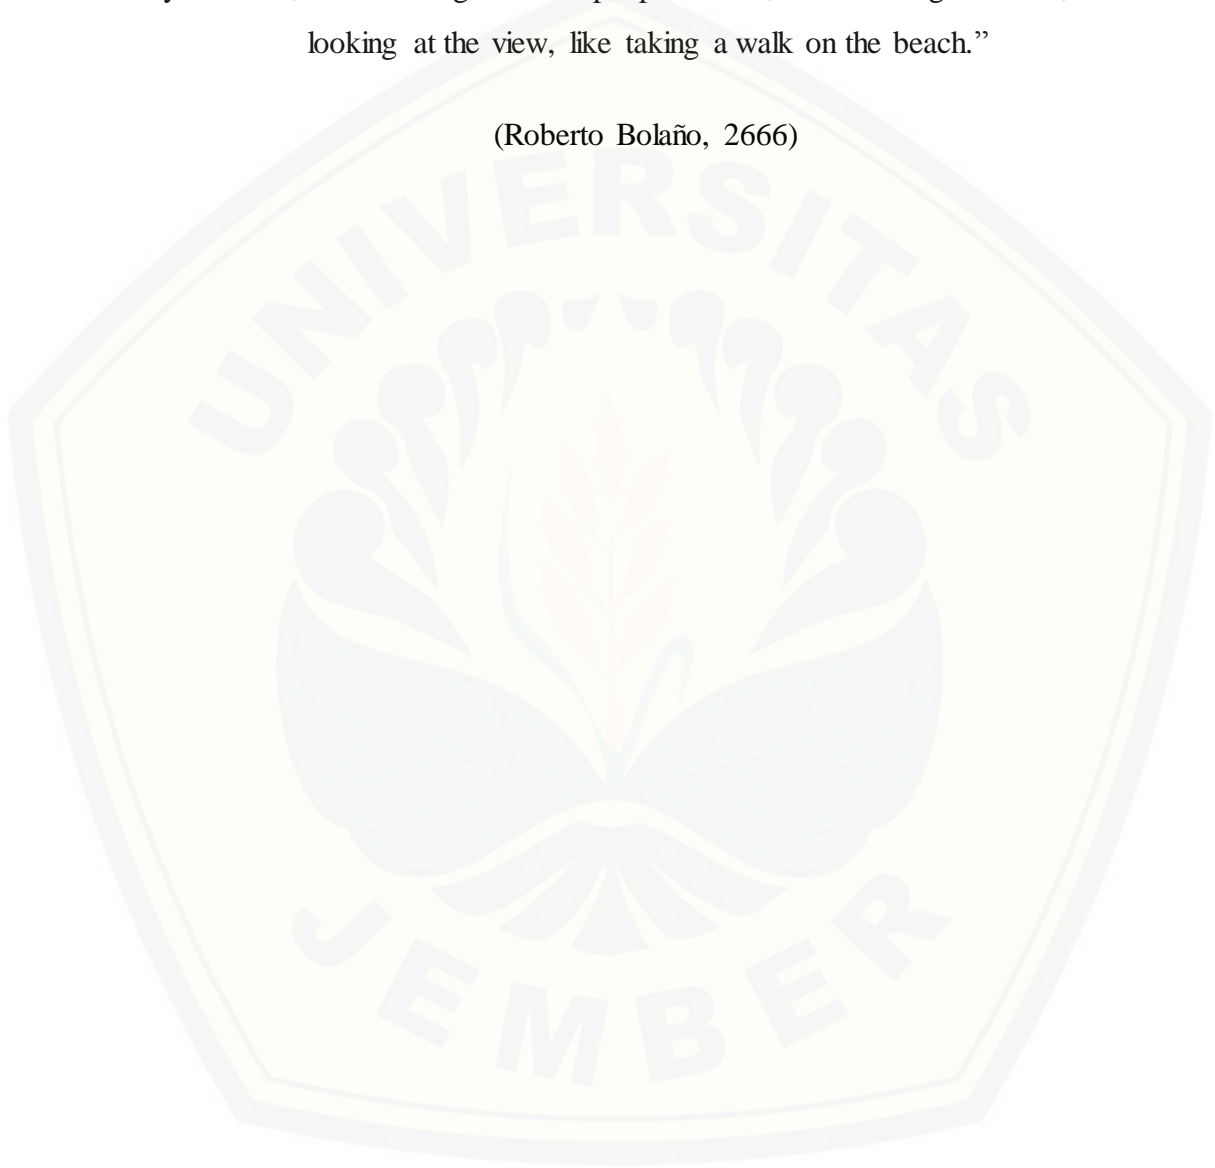 looking at the view, like taking a walk on the beach.”
(Roberto Bolaño, 2666)
UNIVERSITAS
JEMBER